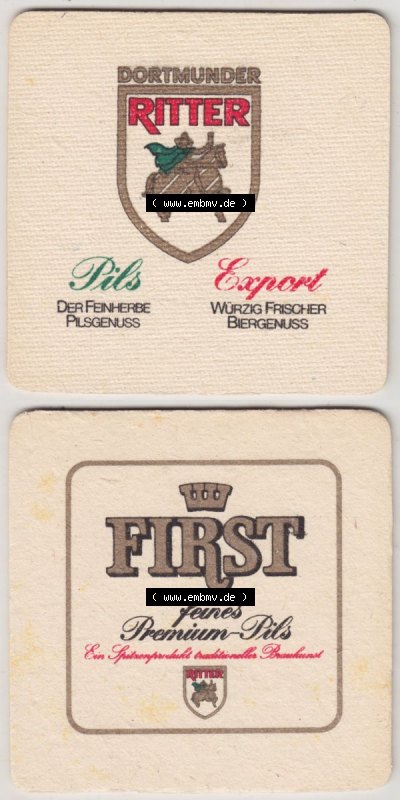 DORTMUNDER
RITTER
( www.embmv.de )
Pils Export
DER FEINHERBE WÜRZIG FRISCHER
PILSGENUSS BIERGENUSS
FIRST
( www.embmv.de )
feines
Premium-Pils
Ein Spitzenprodukt traditioneller Braukunst
RITTER